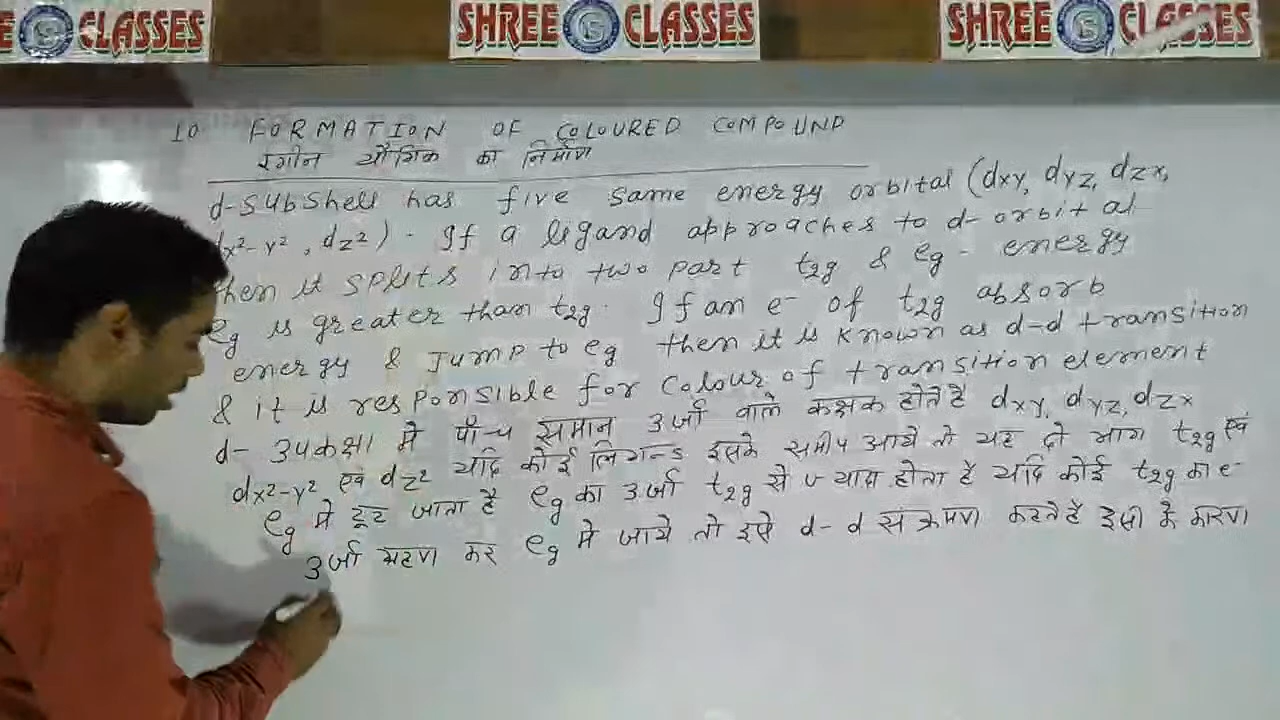 CLASSES
SHREE CLASSES
SHREE CLASSES
10 FORMATION OF COLOURED COMPOUND
रंगीन यौगिक का निर्माण
d-subshell has five same energy orbital (dxy, dyz, dzx,
dx²-y², dz²). If a ligand approaches to d-orbital
then it splits into two part t₂g & eg - energy
eg is greater than t₂g. If an e⁻ of t₂g absorb
energy & Jump to eg then it is known as d-d transition
& it is responsible for colour of transition element
d- उपकक्षा में पाँच समान उर्जा वाले कक्षक होते है dxy, dyz, dzx
dx²-y² एवं dz² यदि कोई लिगन्ड इसके समीप आये तो यह दो भाग t₂g एवं
eg में टूट जाता है eg का उर्जा t₂g से ज्यादा होता है यदि कोई t₂g का e⁻
उर्जा ग्रहण कर eg में जाये तो इसे d-d संक्रमण कहते है इसी के कारण